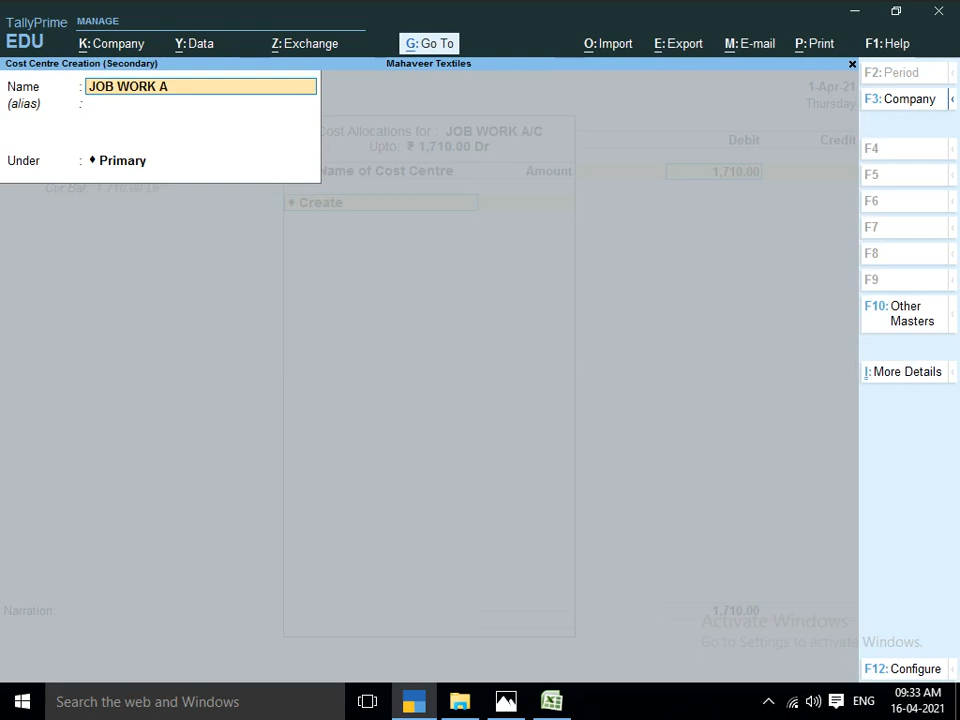 TallyPrime MANAGE
EDU
K: Company Y: Data Z: Exchange G: Go To O: Import E: Export M: E-mail P: Print F1: Help
Cost Centre Creation (Secondary) Mahaveer Textiles
Name : JOB WORK A
(alias) :
Under : ♦ Primary
1-Apr-21
Thursday
Cost Allocations for : JOB WORK A/C
Upto: ₹ 1,710.00 Dr
Debit Credit
Name of Cost Centre Amount
1,710.00
Cur Bal: 1,710.00 Dr
♦ Create
Narration: 1,710.00
Activate Windows
Go to Settings to activate Windows.
F2: Period
F3: Company
F4
F5
F6
F7
F8
F9
F10: Other
Masters
I: More Details
F12: Configure
Search the web and Windows
ENG
09:33 AM
16-04-2021